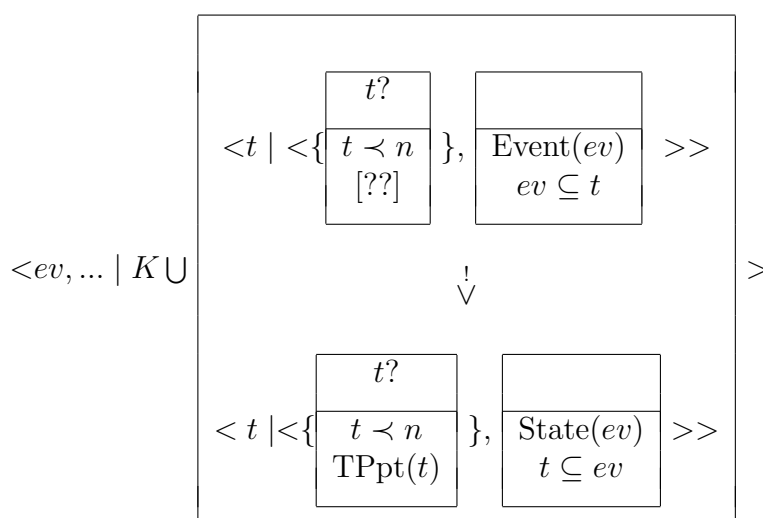 t?
<t | <{ t ≺ n }, Event(ev) >>
[??] ev ⊆ t
<ev, ... | K ⋃ ! ∨ >
t?
< t |<{ t ≺ n }, State(ev) >>
TPpt(t) t ⊆ ev